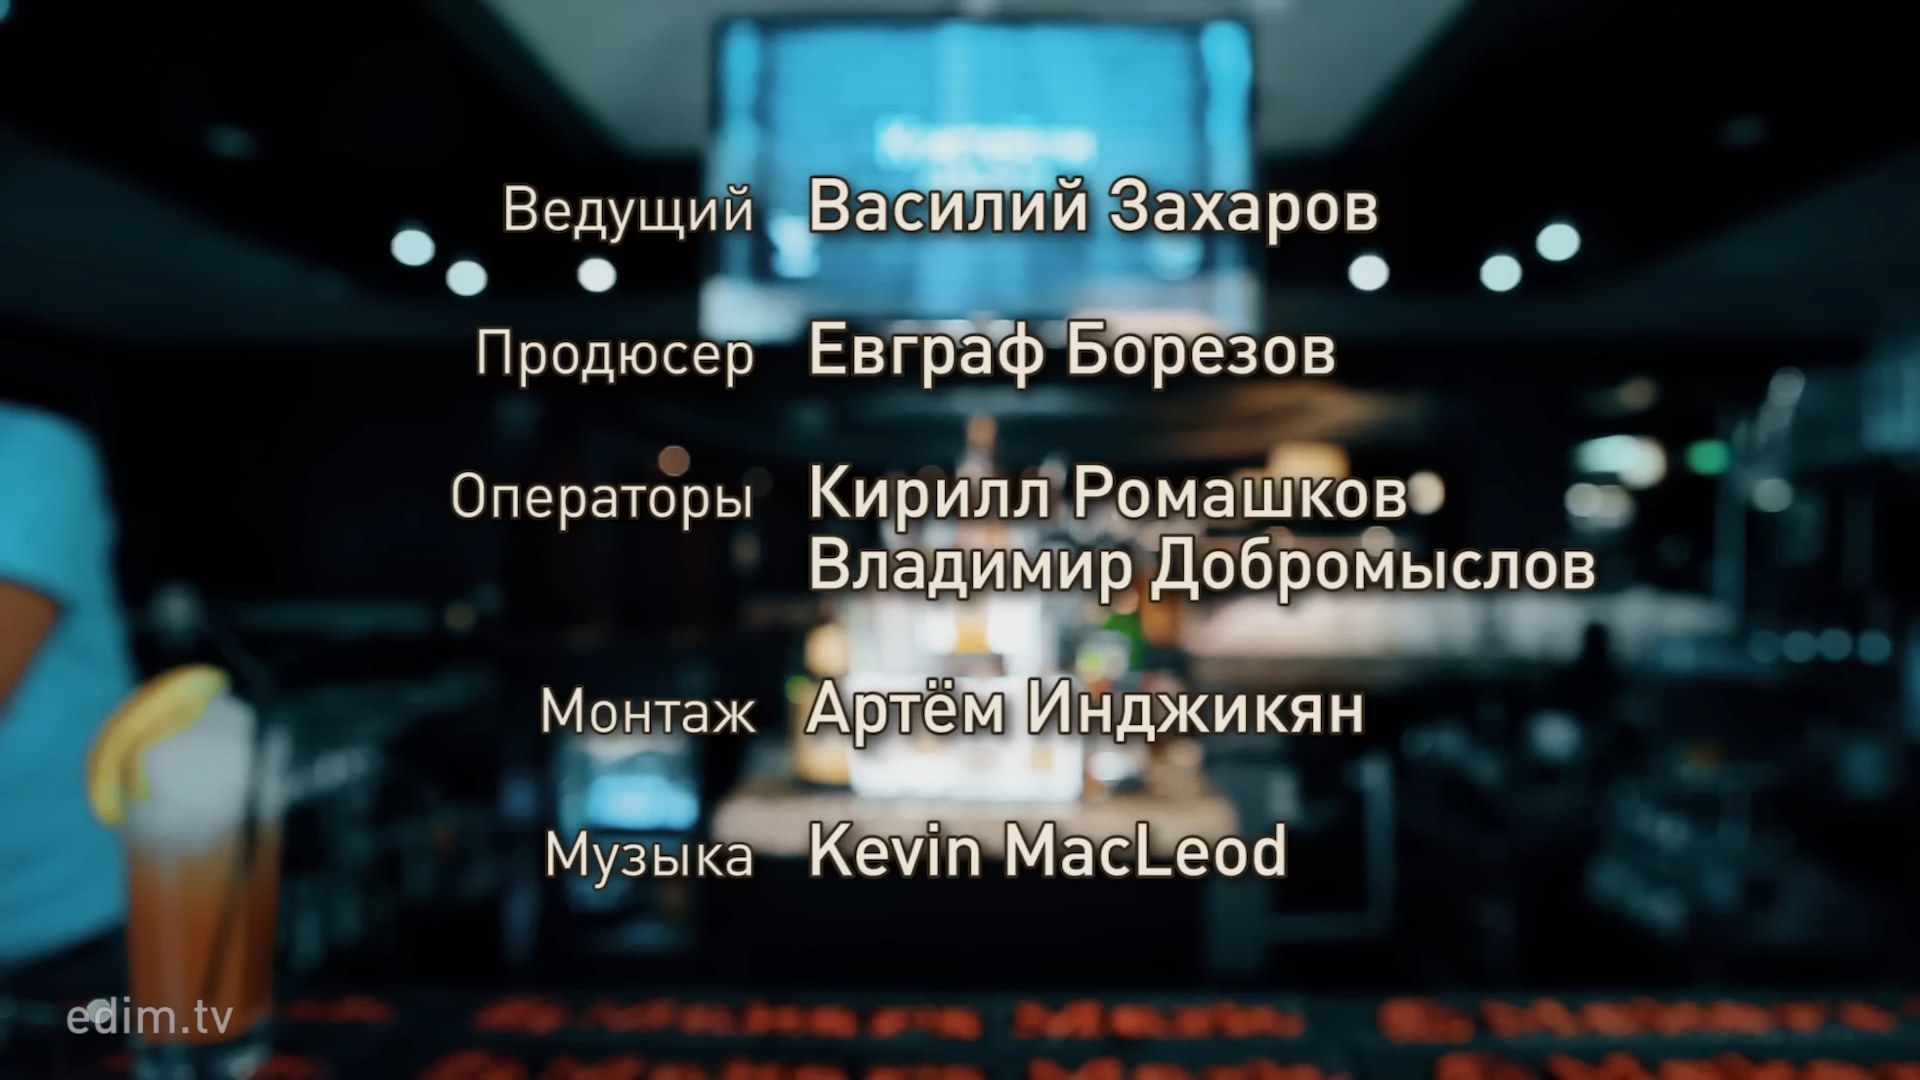 Ведущий Василий Захаров
Продюсер Евграф Борезов
Операторы Кирилл Ромашков
Владимир Добромыслов
Монтаж Артём Инджикян
Музыка Kevin MacLeod
edim.tv